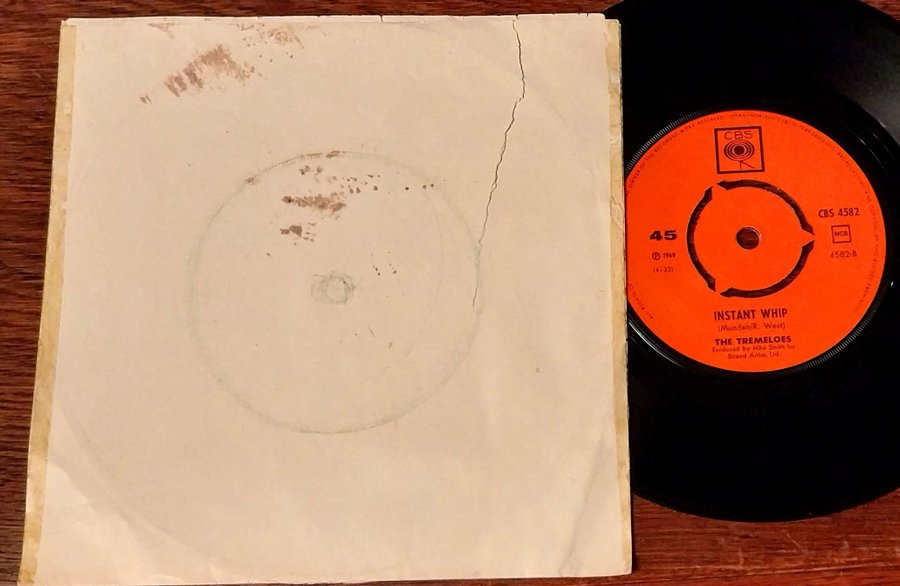 CBS
CBS 4582
45
NCB
℗ 1969
4582-B
(4:32)
INSTANT WHIP
(Munden/R. West)
THE TREMELOES
Produced by Mike Smith for
Strand Artists Ltd.